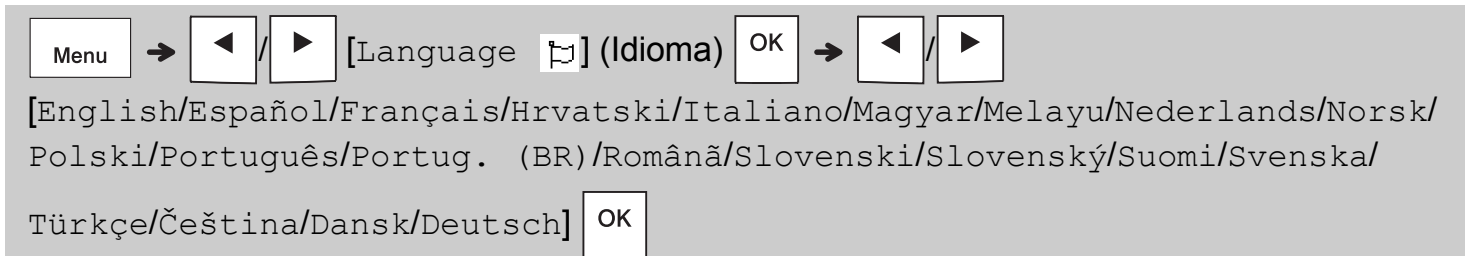 Menu → ◄/► [Language] (Idioma) OK → ◄/►
[English/Español/Français/Hrvatski/Italiano/Magyar/Melayu/Nederlands/Norsk/
Polski/Português/Portug. (BR)/Românã/Slovenski/Slovenský/Suomi/Svenska/
Türkçe/Čeština/Dansk/Deutsch] OK